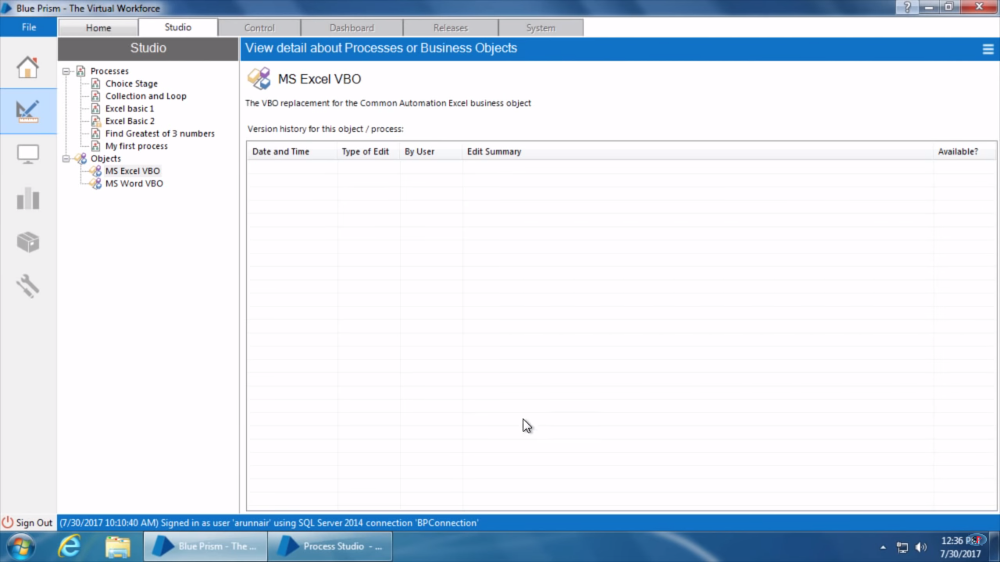 Blue Prism - The Virtual Workforce
?
File
Home
Studio
Control
Dashboard
Releases
System
Studio
View detail about Processes or Business Objects
Processes
Choice Stage
Collection and Loop
Excel basic 1
Excel Basic 2
Find Greatest of 3 numbers
My first process
Objects
MS Excel VBO
MS Word VBO
MS Excel VBO
The VBO replacement for the Common Automation Excel business object
Version history for this object / process:
Date and Time
Type of Edit
By User
Edit Summary
Available?
Sign Out
(7/30/2017 10:10:40 AM) Signed in as user 'arunnair' using SQL Server 2014 connection 'BPConnection'
Blue Prism - The ...
Process Studio - ...
12:36
7/30/2017